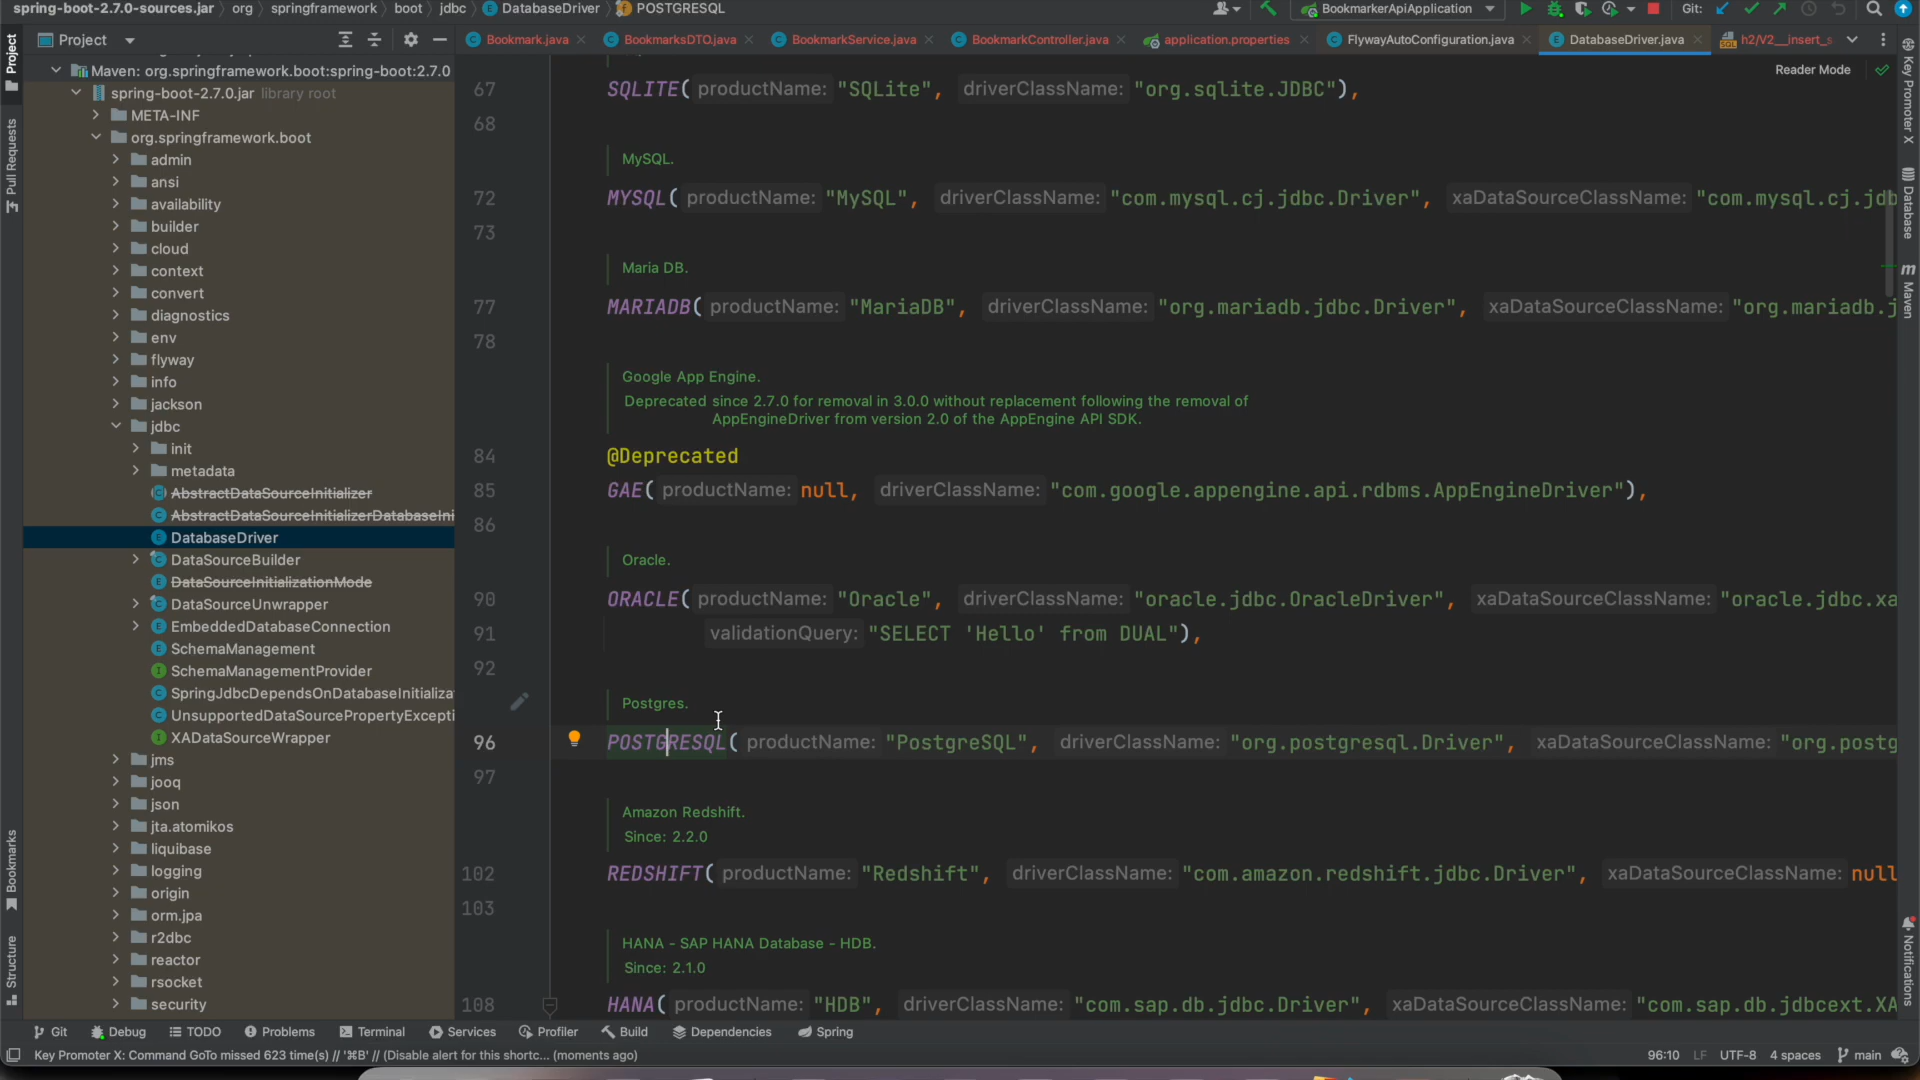 spring-boot-2.7.0-sources.jar org springframework boot jdbc DatabaseDriver POSTGRESQL BookmarkerApiApplication Git:
Project Bookmark.java BookmarksDTO.java BookmarkService.java BookmarkController.java application.properties FlywayAutoConfiguration.java DatabaseDriver.java h2/V2__insert_s
Project
Pull Requests
Bookmarks
Structure
Maven: org.springframework.boot:spring-boot:2.7.0
spring-boot-2.7.0.jar library root
META-INF
org.springframework.boot
admin
ansi
availability
builder
cloud
context
convert
diagnostics
env
flyway
info
jackson
jdbc
init
metadata
AbstractDataSourceInitializer
AbstractDataSourceInitializerDatabaseIni
DatabaseDriver
DataSourceBuilder
DataSourceInitializationMode
DataSourceUnwrapper
EmbeddedDatabaseConnection
SchemaManagement
SchemaManagementProvider
SpringJdbcDependsOnDatabaseInitializa
UnsupportedDataSourcePropertyExcepti
XADataSourceWrapper
jms
jooq
json
jta.atomikos
liquibase
logging
origin
orm.jpa
r2dbc
reactor
rsocket
security
Reader Mode
67 SQLITE( productName: "SQLite", driverClassName: "org.sqlite.JDBC"),
68
MySQL.
72 MYSQL( productName: "MySQL", driverClassName: "com.mysql.cj.jdbc.Driver", xaDataSourceClassName: "com.mysql.cj.jdb
73
Maria DB.
77 MARIADB( productName: "MariaDB", driverClassName: "org.mariadb.jdbc.Driver", xaDataSourceClassName: "org.mariadb.j
78
Google App Engine.
Deprecated since 2.7.0 for removal in 3.0.0 without replacement following the removal of
AppEngineDriver from version 2.0 of the AppEngine API SDK.
84 @Deprecated
85 GAE( productName: null, driverClassName: "com.google.appengine.api.rdbms.AppEngineDriver"),
86
Oracle.
90 ORACLE( productName: "Oracle", driverClassName: "oracle.jdbc.OracleDriver", xaDataSourceClassName: "oracle.jdbc.xa
91 validationQuery: "SELECT 'Hello' from DUAL"),
92
Postgres.
96 POSTGRESQL( productName: "PostgreSQL", driverClassName: "org.postgresql.Driver", xaDataSourceClassName: "org.postg
97
Amazon Redshift.
Since: 2.2.0
102 REDSHIFT( productName: "Redshift", driverClassName: "com.amazon.redshift.jdbc.Driver", xaDataSourceClassName: null
103
HANA - SAP HANA Database - HDB.
Since: 2.1.0
108 HANA( productName: "HDB", driverClassName: "com.sap.db.jdbc.Driver", xaDataSourceClassName: "com.sap.db.jdbcext.XA
Key Promoter X
Database
m Maven
Notifications
Git Debug TODO Problems Terminal Services Profiler Build Dependencies Spring
Key Promoter X: Command GoTo missed 623 time(s) // '⌘B' // (Disable alert for this shortc... (moments ago) 96:10 LF UTF-8 4 spaces main